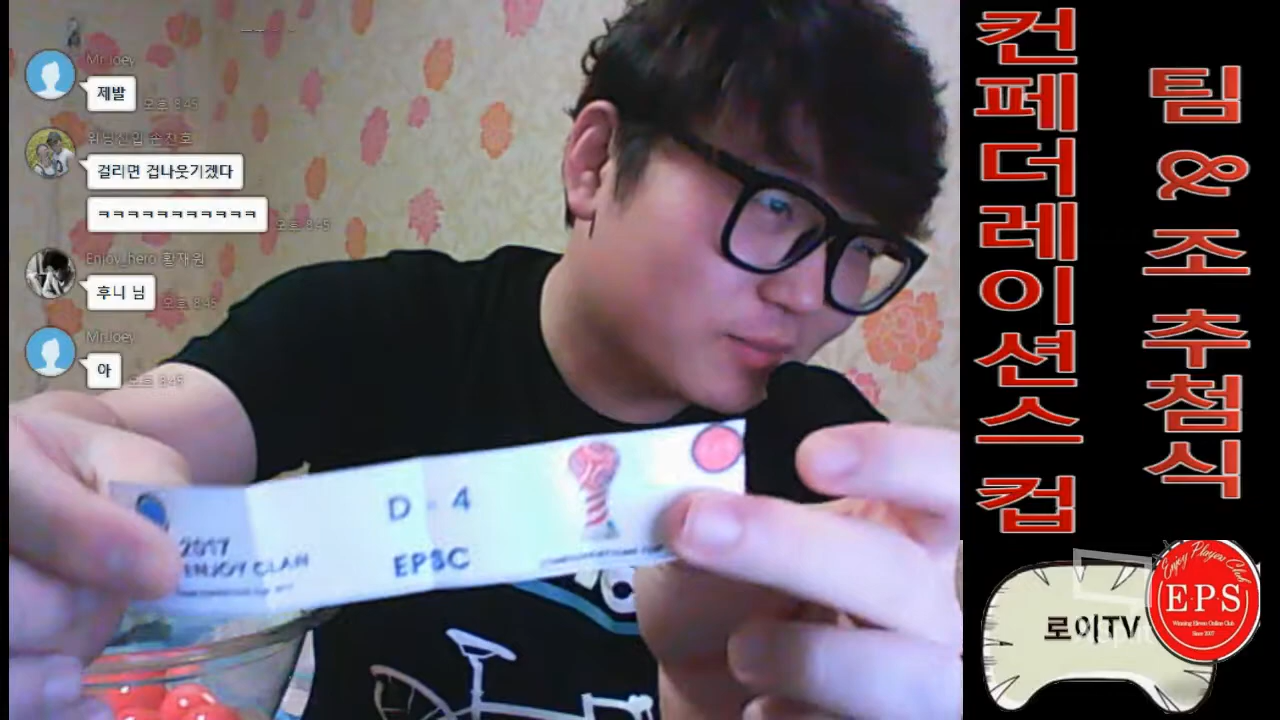 Mr.Joey
제발
오후 8:45
위닝신입 손진호
걸리면 겁나웃기겠다
ㅋㅋㅋㅋㅋㅋㅋㅋㅋㅋㅋ
오후 8:45
Enjoy_hero 황재원
후니 님
오후 8:45
Mr.Joey
아
오후 8:45
D - 4
2017
ENJOY CLAN
EPSC
컨페더레이션스 컵
팀 & 조 추첨식
로이TV
Enjoy Player Club
E·P·S
Winning Eleven Online Club
Since 2007